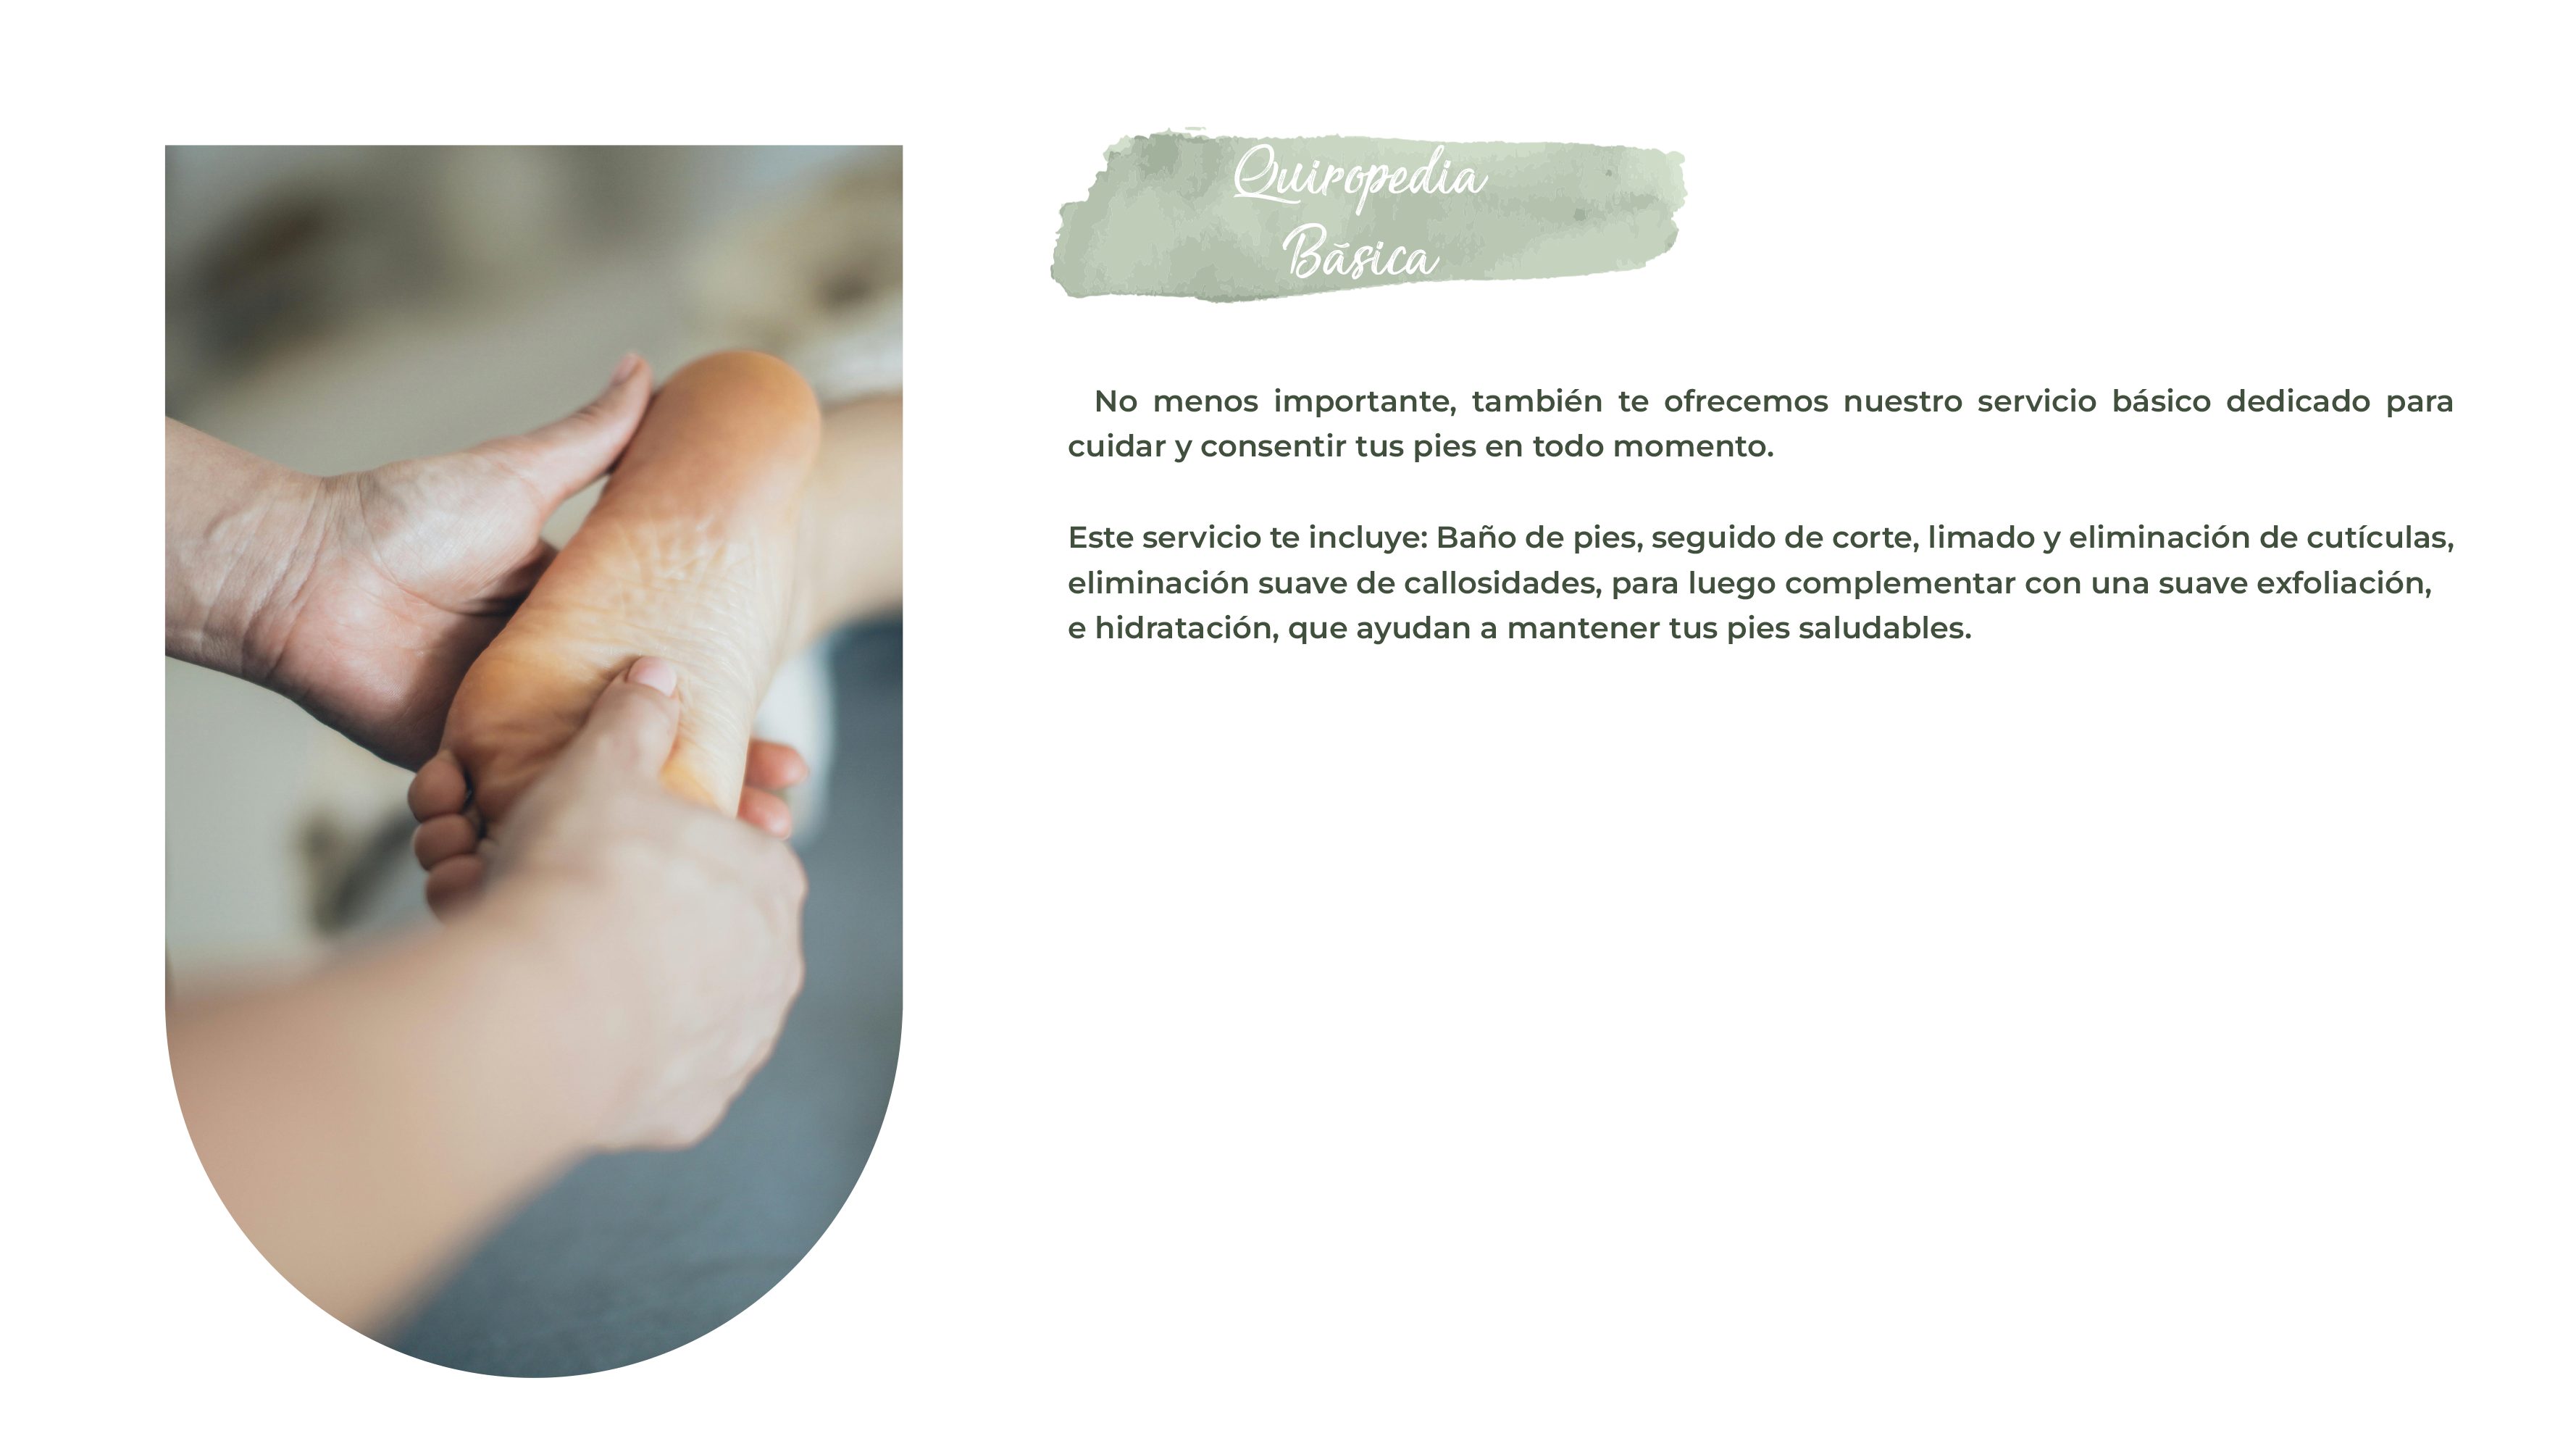 Quiropedia
Băsica
No menos importante, también te ofrecemos nuestro servicio básico dedicado para
cuidar y consentir tus pies en todo momento.
Este servicio te incluye: Baño de pies, seguido de corte, limado y eliminación de cutículas,
eliminación suave de callosidades, para luego complementar con una suave exfoliación,
e hidratación, que ayudan a mantener tus pies saludables.